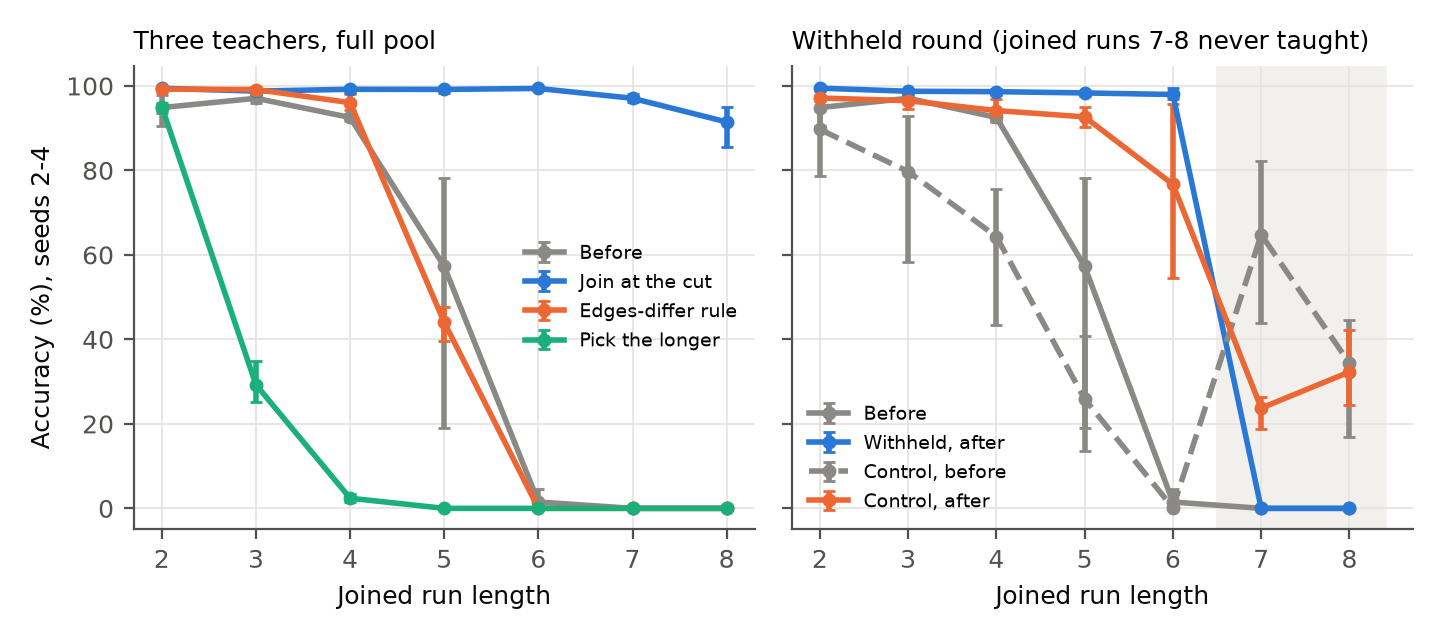 Three teachers, full pool
Withheld round (joined runs 7-8 never taught)
Accuracy (%), seeds 2-4
100
80
60
40
20
0
Before
Join at the cut
Edges-differ rule
Pick the longer
Before
Withheld, after
Control, before
Control, after
2 3 4 5 6 7 8
2 3 4 5 6 7 8
Joined run length
Joined run length